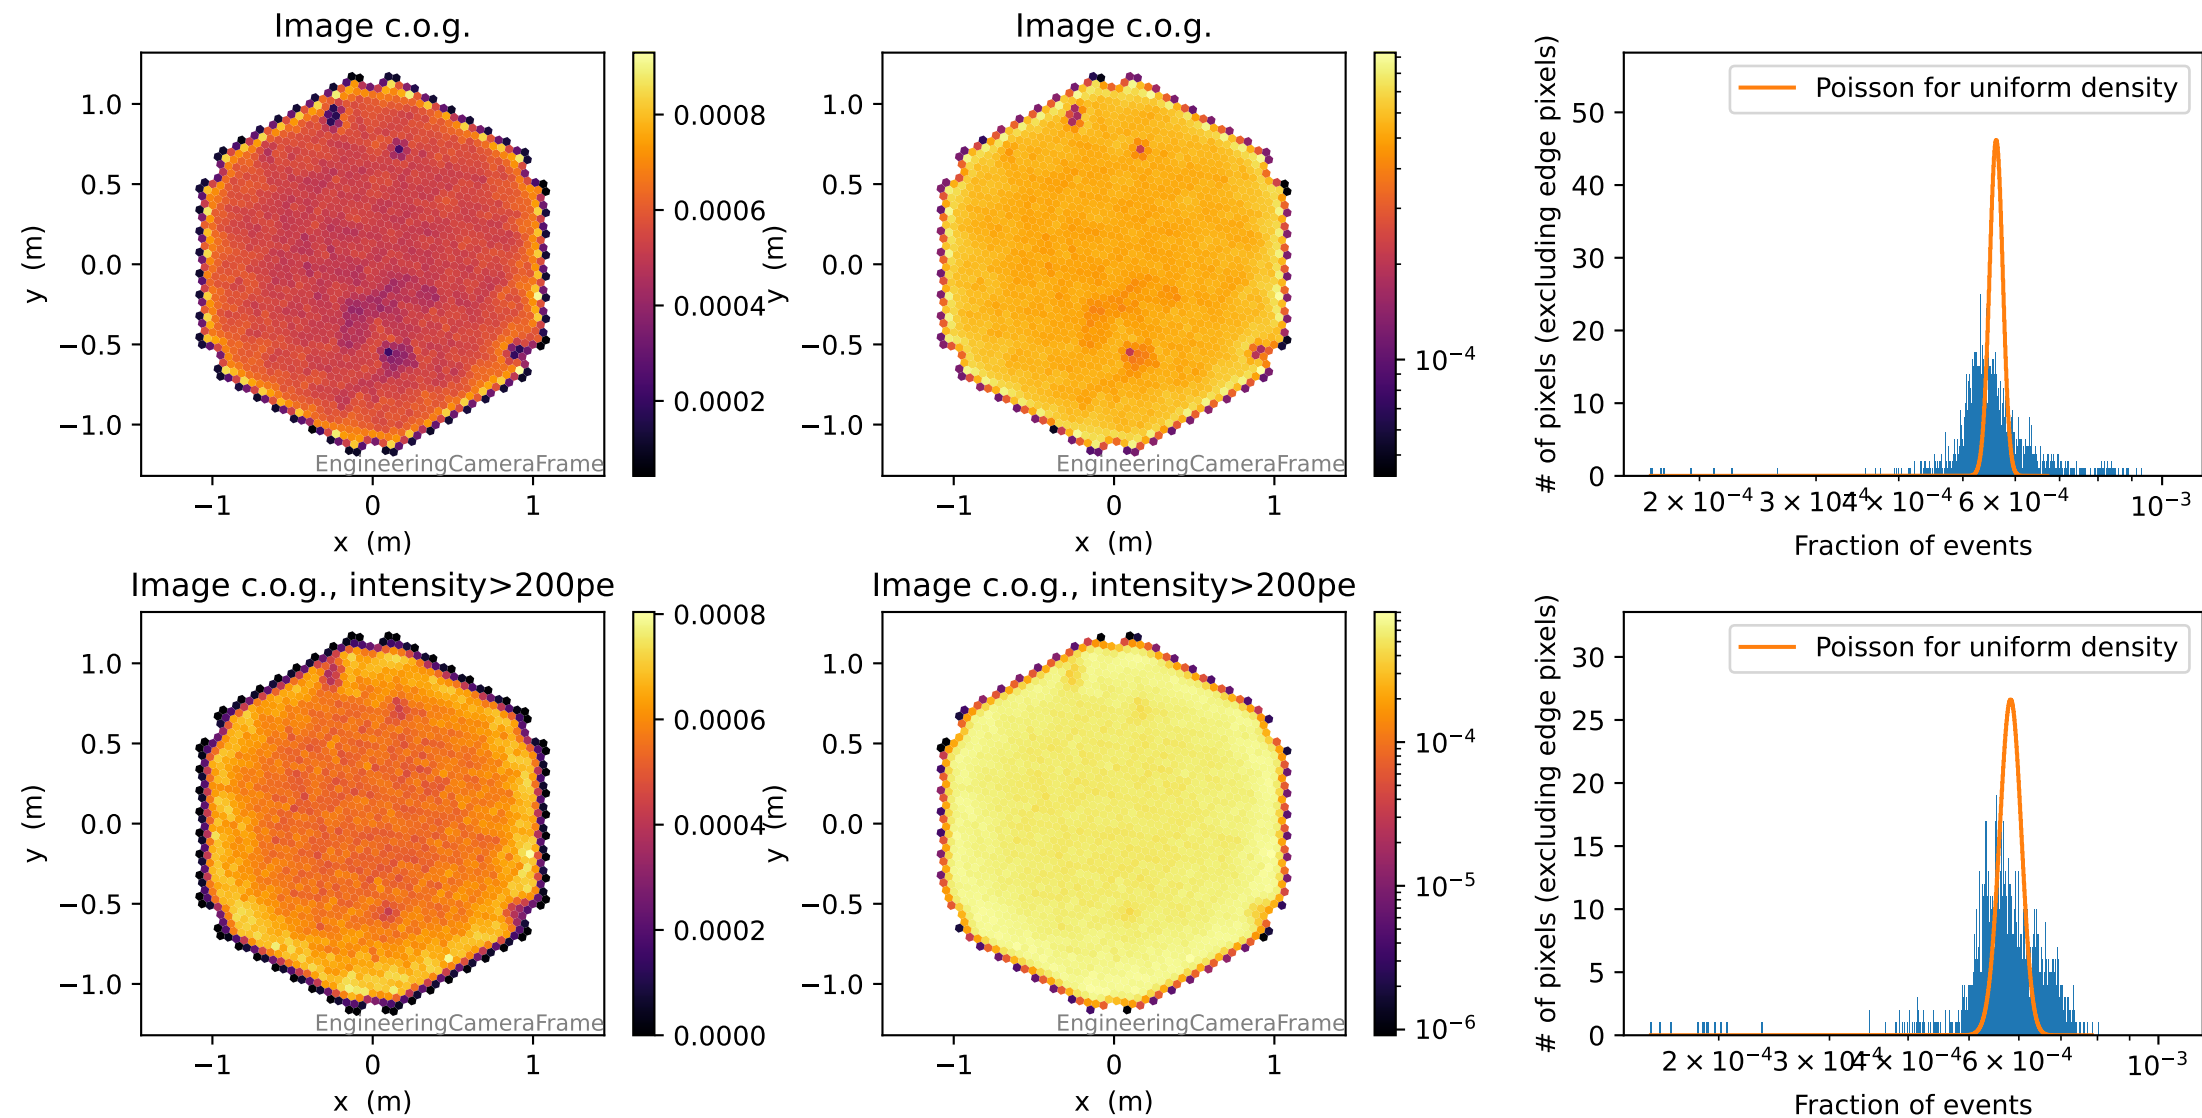 Image c.o.g.
1.0
0.5
0.0
−0.5
−1.0
y (m)
EngineeringCameraFrame
−1
0
1
x (m)
0.0008
0.0006
0.0004
0.0002
Image c.o.g.
1.0
0.5
0.0
−0.5
−1.0
y (m)
EngineeringCameraFrame
−1
0
1
x (m)
10⁻⁴
Poisson for uniform density
50
40
30
20
10
0
# of pixels (excluding edge pixels)
2 × 10⁻⁴
3 × 10⁻⁴
4 × 10⁻⁴
6 × 10⁻⁴
10⁻³
Fraction of events
Image c.o.g., intensity>200pe
1.0
0.5
0.0
−0.5
−1.0
y (m)
EngineeringCameraFrame
−1
0
1
x (m)
0.0008
0.0006
0.0004
0.0002
0.0000
Image c.o.g., intensity>200pe
1.0
0.5
0.0
−0.5
−1.0
y (m)
EngineeringCameraFrame
−1
0
1
x (m)
10⁻⁴
10⁻⁵
10⁻⁶
Poisson for uniform density
30
25
20
15
10
5
0
# of pixels (excluding edge pixels)
2 × 10⁻⁴
3 × 10⁻⁴
4 × 10⁻⁴
6 × 10⁻⁴
10⁻³
Fraction of events